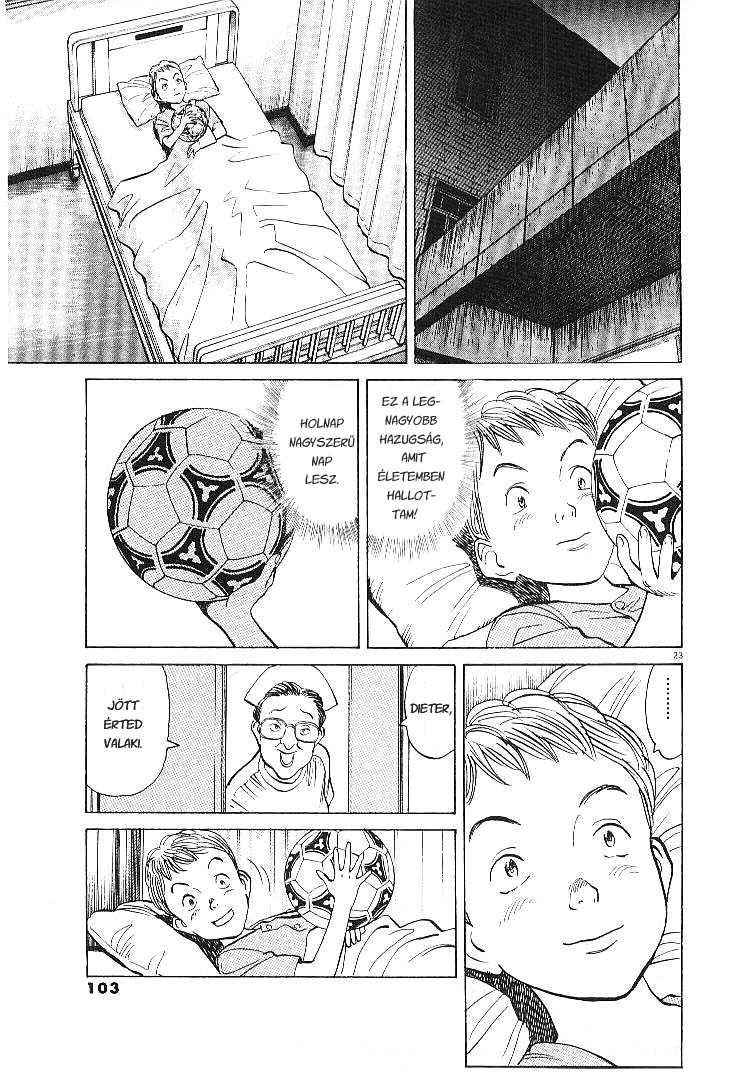 EZ A LEG-
NAGYOBB
HAZUGSÁG,
AMIT
ÉLETEMBEN
HALLOT-
TAM!
HOLNAP
NAGYSZERŰ
NAP
LESZ.
23
..........
DIETER,
JÖTT
ÉRTED
VALAKI.
103